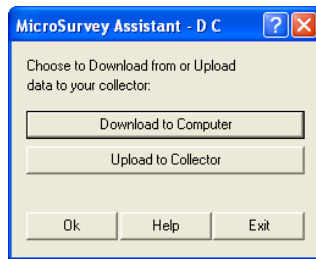 MicroSurvey Assistant - D C
Choose to Download from or Upload
data to your collector:
Download to Computer
Upload to Collector
Ok Help Exit